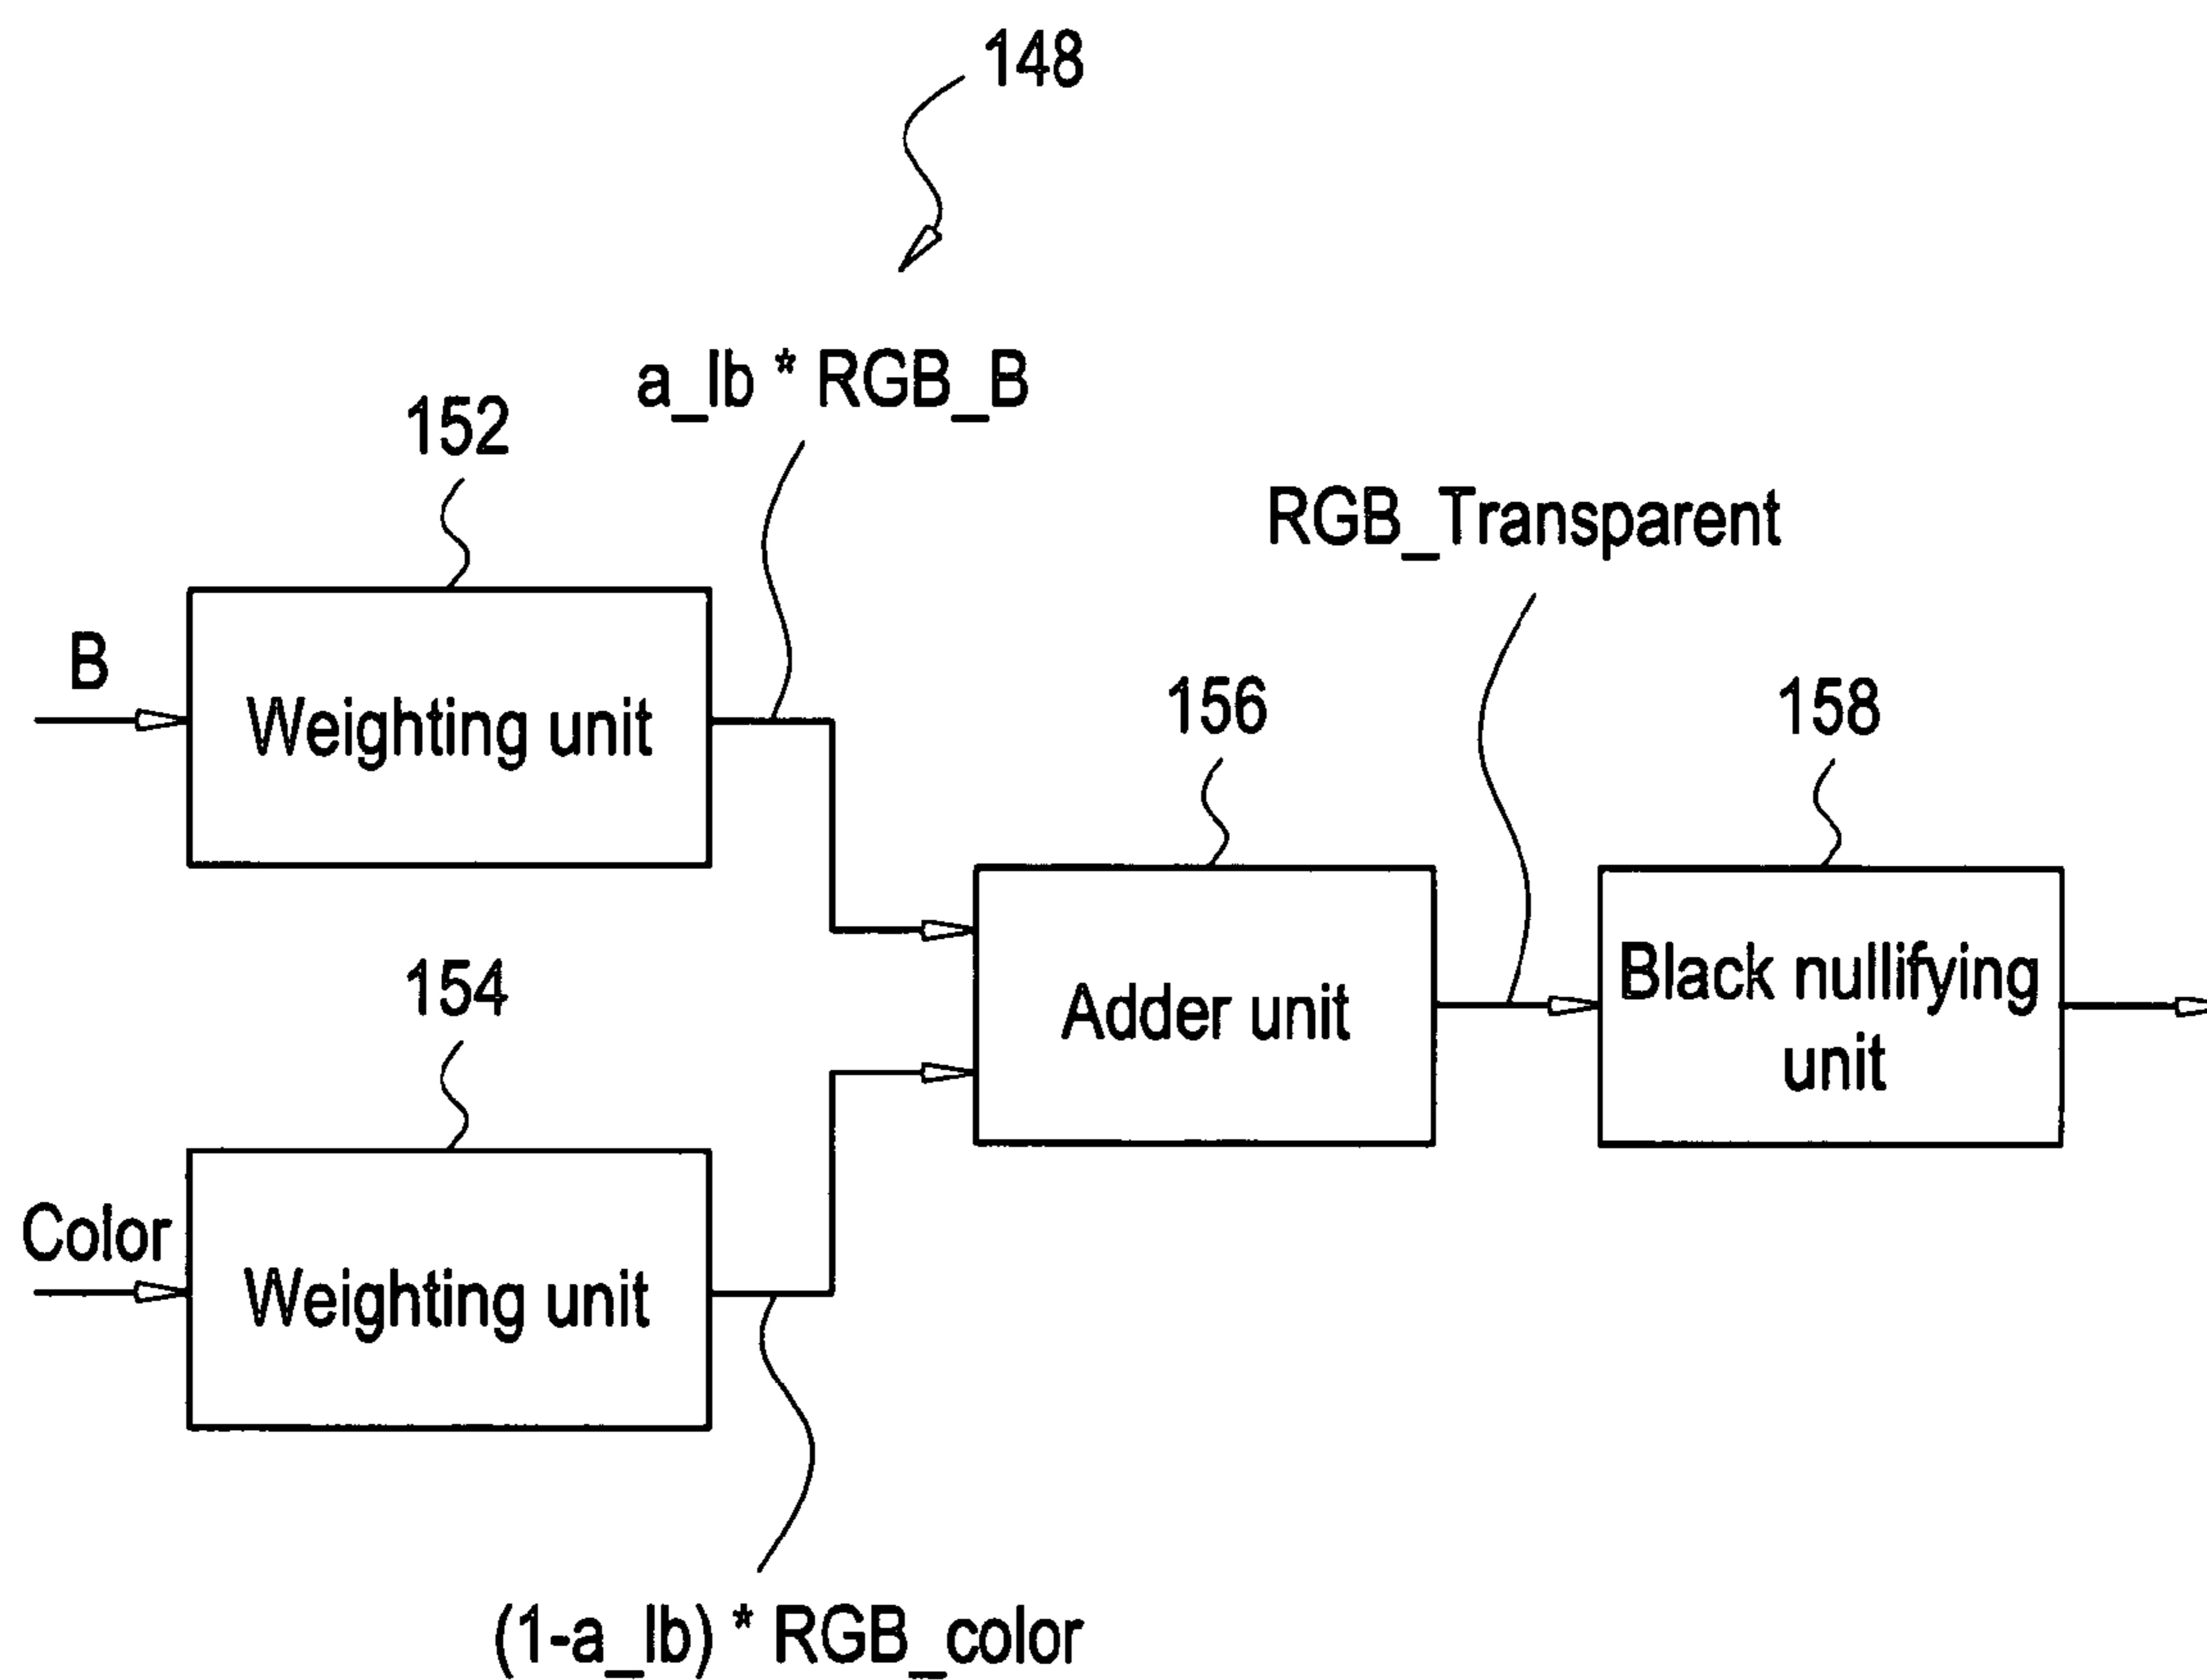 148
a_lb * RGB_B
152
RGB_Transparent
B
Weighting unit
156
158
154
Adder unit
Black nullifying
unit
Color
Weighting unit
(1-a_lb) * RGB_color